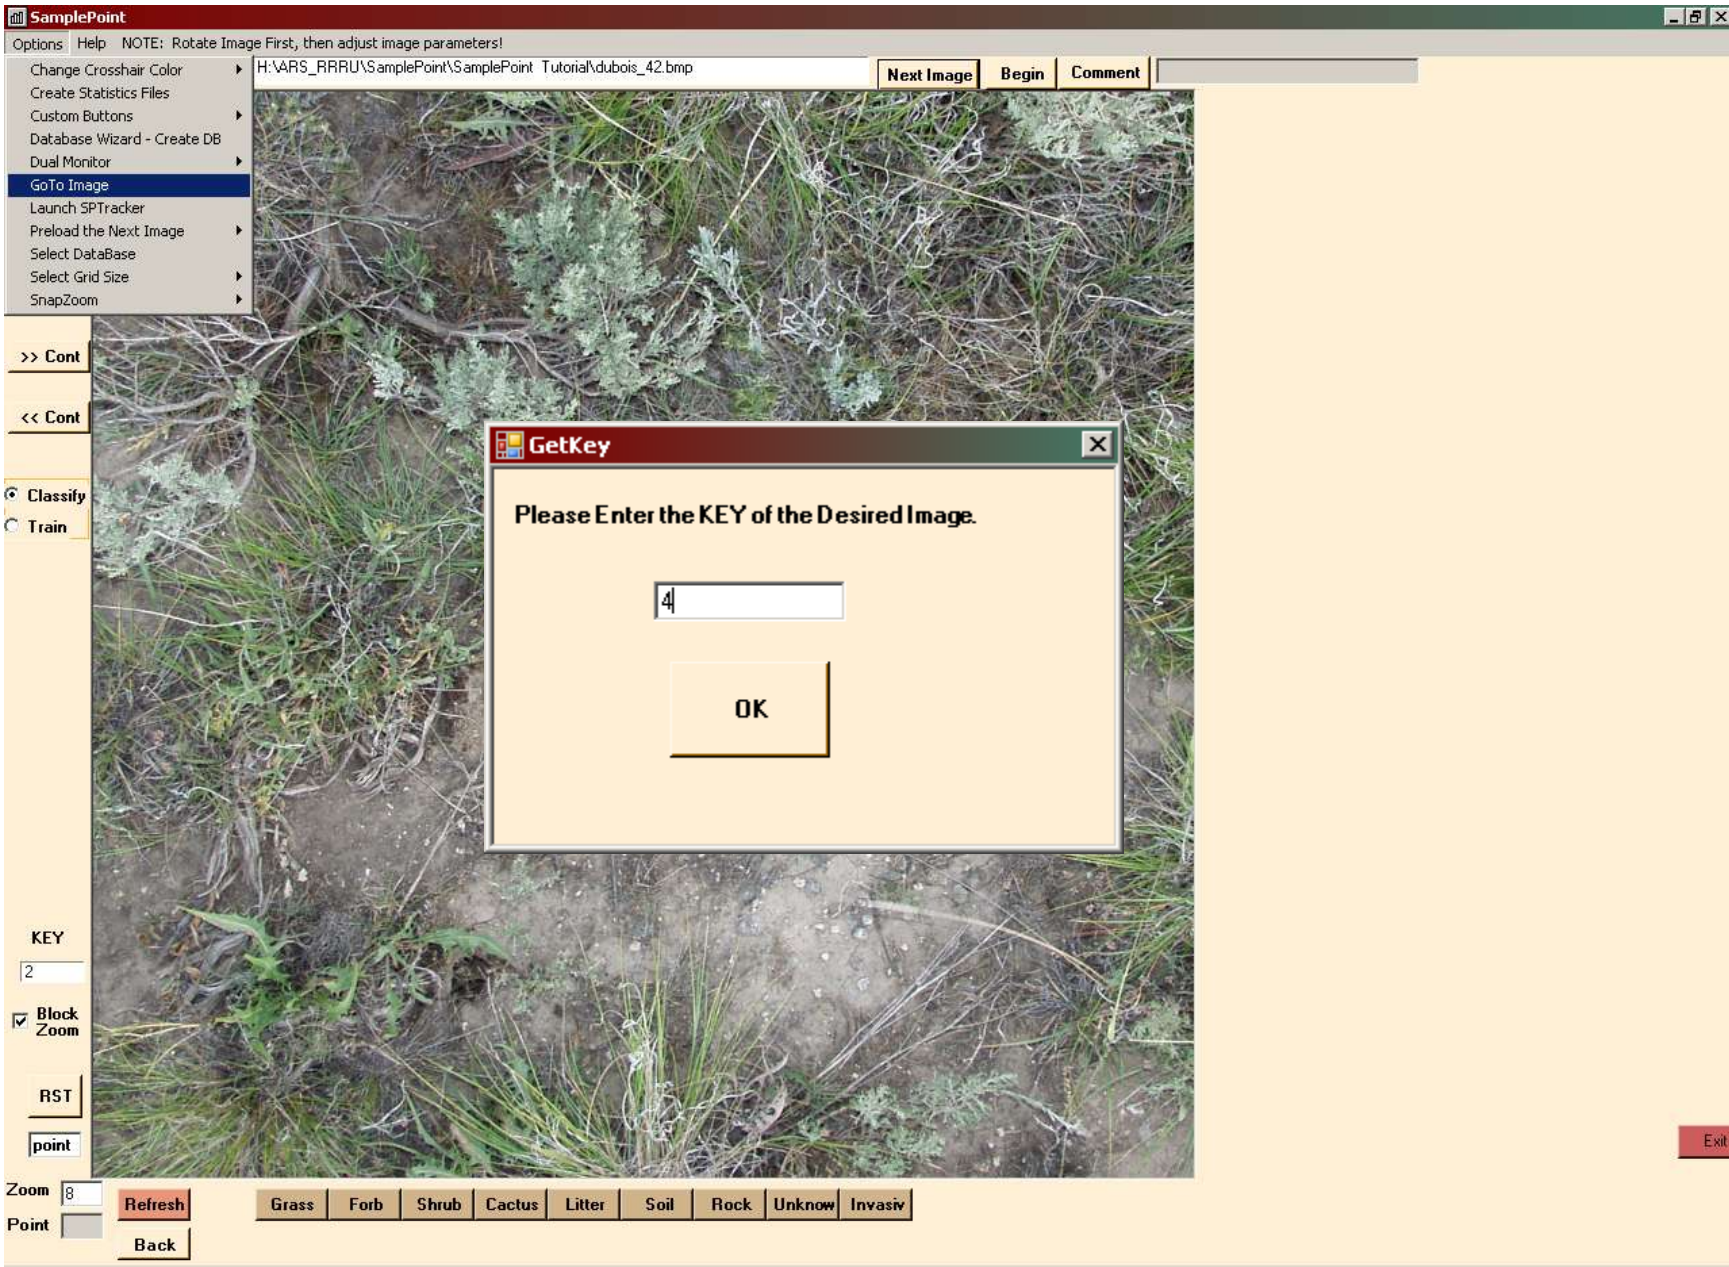 SamplePoint
Options Help NOTE: Rotate Image First, then adjust image parameters!
Change Crosshair Color
H:\ARS_RRRU\SamplePoint\SamplePoint Tutorial\dubois_42.bmp
Next Image Begin Comment
Create Statistics Files
Custom Buttons
Database Wizard - Create DB
Dual Monitor
GoTo Image
Launch SPTracker
Preload the Next Image
Select DataBase
Select Grid Size
SnapZoom
>> Cont
<< Cont
Classify
Train
GetKey
Please Enter the KEY of the Desired Image.
4
OK
KEY
2
Block
Zoom
RST
point
Exit
Zoom 8
Refresh
Grass Forb Shrub Cactus Litter Soil Rock Unknow Invasiv
Point
Back